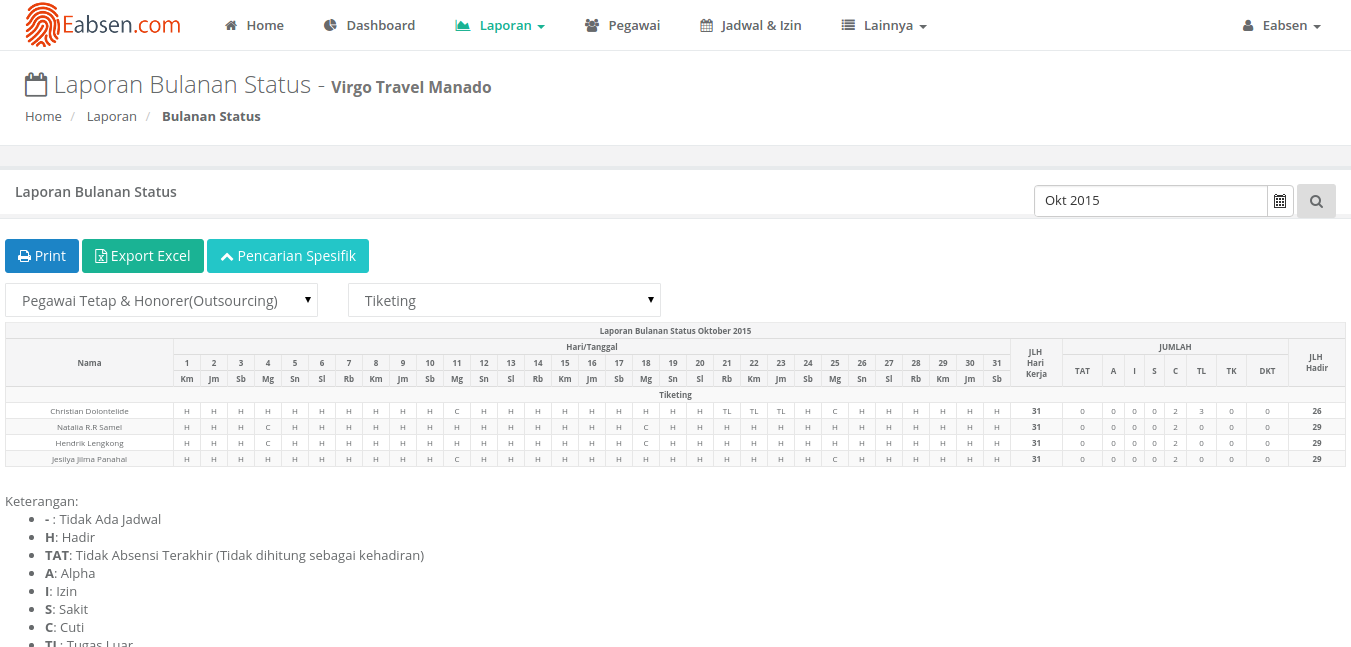 Eabsen.com Home Dashboard Laporan Pegawai Jadwal & Izin Lainnya Eabsen
Laporan Bulanan Status - Virgo Travel Manado
Home / Laporan / Bulanan Status
Laporan Bulanan Status Okt 2015
Print Export Excel Pencarian Spesifik
Pegawai Tetap & Honorer(Outsourcing) Tiketing
Laporan Bulanan Status Oktober 2015
Nama Hari/Tanggal JLH Hari Kerja JUMLAH JLH Hadir
1 2 3 4 5 6 7 8 9 10 11 12 13 14 15 16 17 18 19 20 21 22 23 24 25 26 27 28 29 30 31 TAT A I S C TL TK DKT
Km Jm Sb Mg Sn Sl Rb Km Jm Sb Mg Sn Sl Rb Km Jm Sb Mg Sn Sl Rb Km Jm Sb Mg Sn Sl Rb Km Jm Sb
Tiketing
Christian Dolontelide H H H H H H H H H H C H H H H H H H H H TL TL TL H C H H H H H H 31 0 0 0 0 2 3 0 0 26
Natalia R.R Samel H H H C H H H H H H H H H H H H H C H H H H H H H H H H H H H 31 0 0 0 0 2 0 0 0 29
Hendrik Lengkong H H H C H H H H H H H H H H H H H C H H H H H H H H H H H H H 31 0 0 0 0 2 0 0 0 29
Jesliya Jilma Panahal H H H H H H H H H H C H H H H H H H H H H H H H C H H H H H H 31 0 0 0 0 2 0 0 0 29
Keterangan:
- : Tidak Ada Jadwal
H: Hadir
TAT: Tidak Absensi Terakhir (Tidak dihitung sebagai kehadiran)
A: Alpha
I: Izin
S: Sakit
C: Cuti
TL: Tugas Luar